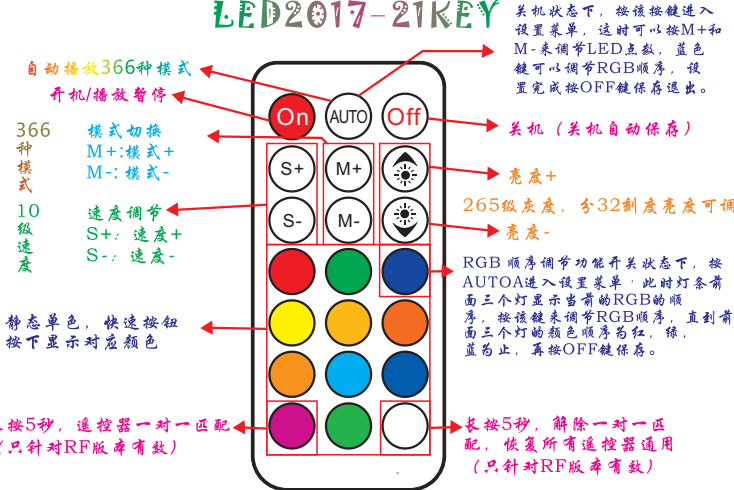 LED2017-21KEY
关机状态下，按该按键进入
设置菜单，这时可以按M+和
M-来调节LED点数，蓝色
键可以调节RGB顺序，设
置完成按OFF键保存退出。
自动播放366种模式
开机/播放暂停
On
AUTO
Off
关机（关机自动保存）
366
种
模
式
模式切换
M+:模式+
M-: 模式-
S+
M+
亮度+
265级灰度，分32刻度亮度可调
亮度-
10
级
速
度
速度调节
S+: 速度+
S-: 速度-
S-
M-
RGB 顺序调节功能开关状态下，按
AUTOA进入设置菜单，此时灯条前
面三个灯显示当前的RGB的顺
序，按该键来调节RGB顺序，直到前
面三个灯的颜色顺序为红，绿，
蓝为止，再按OFF键保存。
静态单色，快速按钮
按下显示对应颜色
按5秒，遥控器一对一匹配
（只针对RF版本有效）
长按5秒，解除一对一匹
配，恢复所有遥控器通用
（只针对RF版本有效）